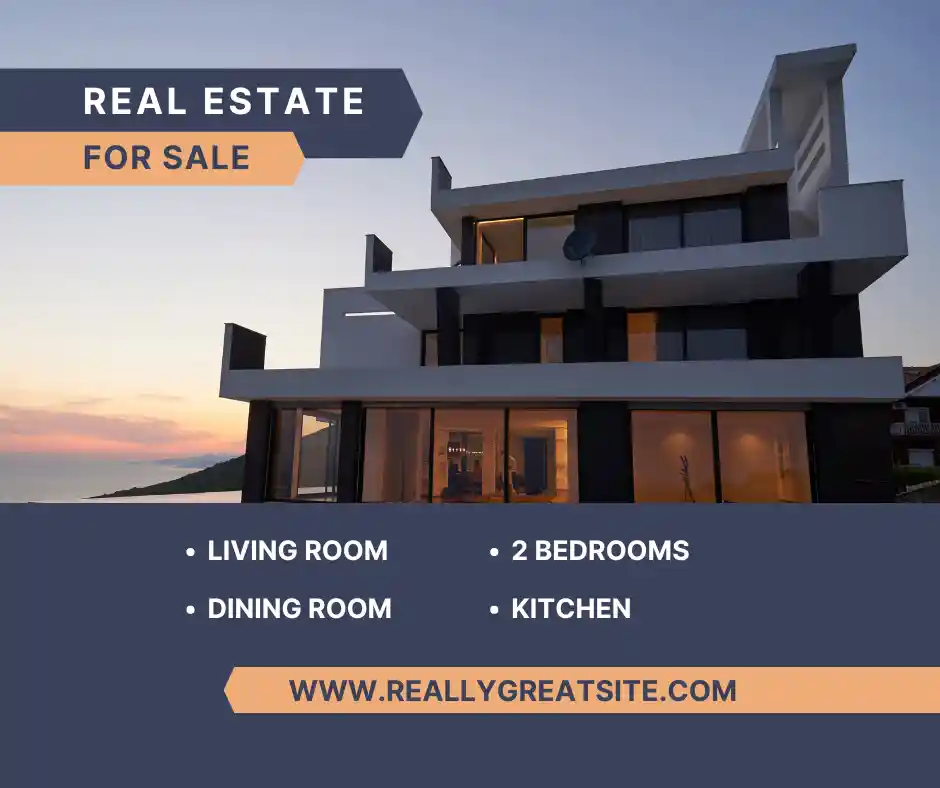 REAL ESTATE
FOR SALE
• LIVING ROOM
• DINING ROOM
• 2 BEDROOMS
• KITCHEN
WWW.REALLYGREATSITE.COM